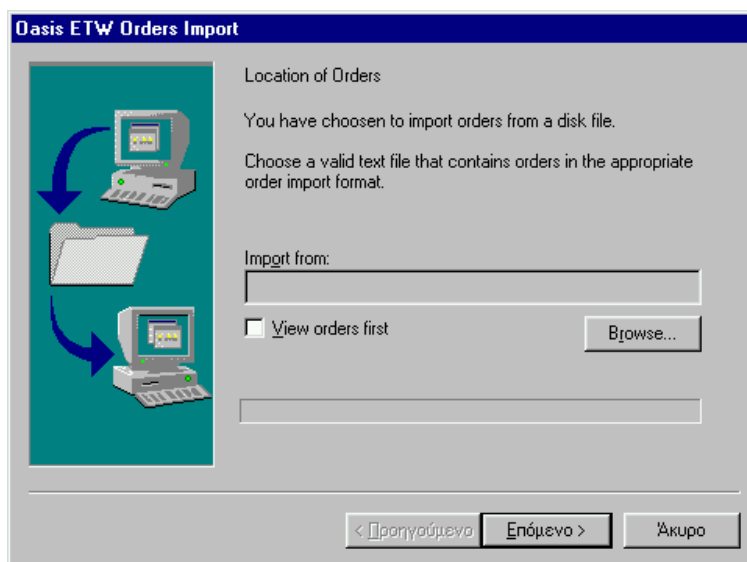 Oasis ETW Orders Import
Location of Orders
You have choosen to import orders from a disk file.
Choose a valid text file that contains orders in the appropriate
order import format.
Import from:
View orders first
Browse...
< Προηγούμενο
Επόμενο >
Άκυρο